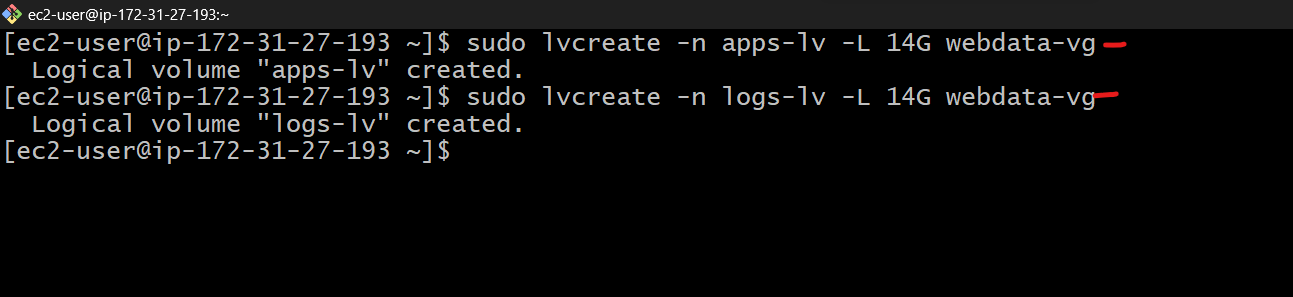 ec2-user@ip-172-31-27-193:~
[ec2-user@ip-172-31-27-193 ~]$ sudo lvcreate -n apps-lv -L 14G webdata-vg
  Logical volume "apps-lv" created.
[ec2-user@ip-172-31-27-193 ~]$ sudo lvcreate -n logs-lv -L 14G webdata-vg
  Logical volume "logs-lv" created.
[ec2-user@ip-172-31-27-193 ~]$